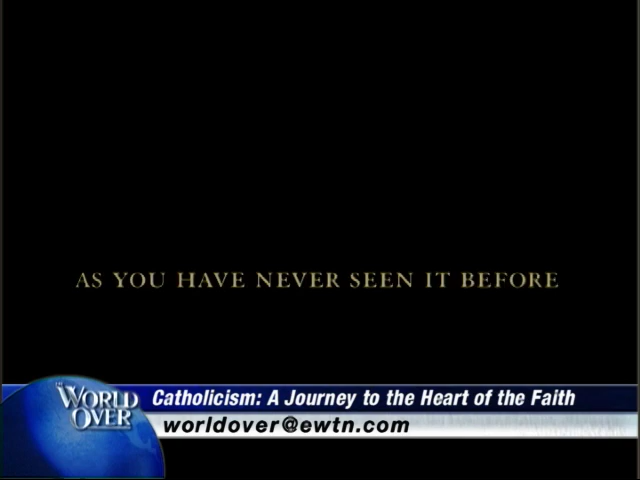 AS YOU HAVE NEVER SEEN IT BEFORE
THE WORLD OVER
Catholicism: A Journey to the Heart of the Faith
worldover@ewtn.com